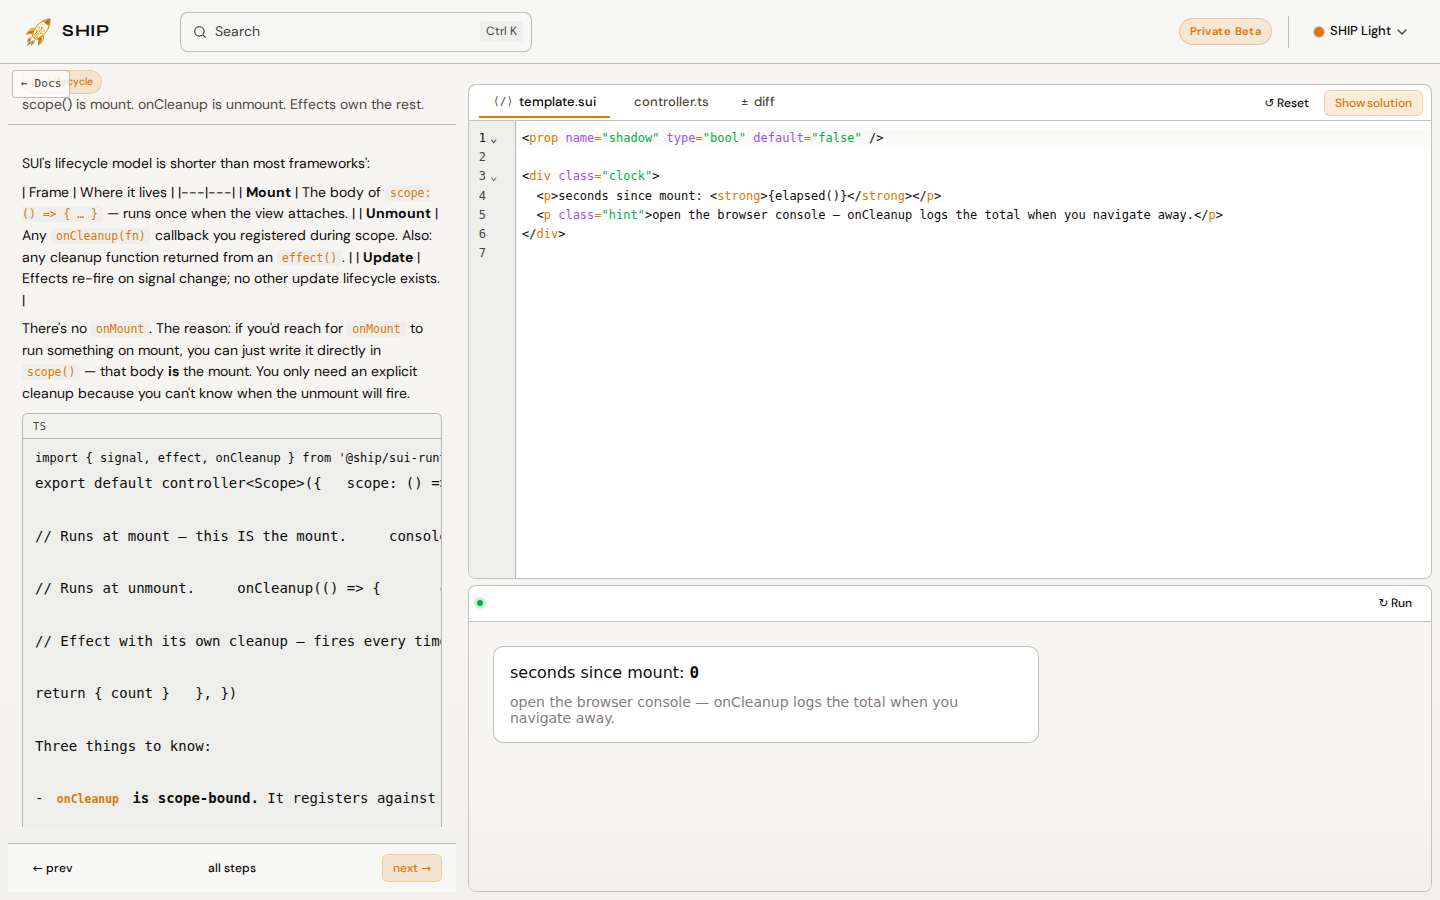 SHIP
Search
Ctrl K
Private Beta
SHIP Light
← Docs
scope() is mount. onCleanup is unmount. Effects own the rest.
SUI's lifecycle model is shorter than most frameworks':
| Frame | Where it lives | |---|---| | Mount | The body of scope:
() => { … } — runs once when the view attaches. | | Unmount |
Any onCleanup(fn) callback you registered during scope. Also:
any cleanup function returned from an effect() . | | Update |
Effects re-fire on signal change; no other update lifecycle exists.
|
There's no onMount . The reason: if you'd reach for onMount to
run something on mount, you can just write it directly in
scope() — that body is the mount. You only need an explicit
cleanup because you can't know when the unmount will fire.
TS
import { signal, effect, onCleanup } from '@ship/sui-run
export default controller<Scope>({ scope: () =
// Runs at mount — this IS the mount. consol
// Runs at unmount. onCleanup(() => {
// Effect with its own cleanup — fires every tim
return { count } }, })
Three things to know:
- onCleanup is scope-bound. It registers against
← prev
all steps
next →
⟨/⟩ template.sui
controller.ts
± diff
↺ Reset
Show solution
1 <prop name="shadow" type="bool" default="false" />
2
3 <div class="clock">
4 <p>seconds since mount: <strong>{elapsed()}</strong></p>
5 <p class="hint">open the browser console — onCleanup logs the total when you navigate away.</p>
6 </div>
7
↻ Run
seconds since mount: 0
open the browser console — onCleanup logs the total when you
navigate away.